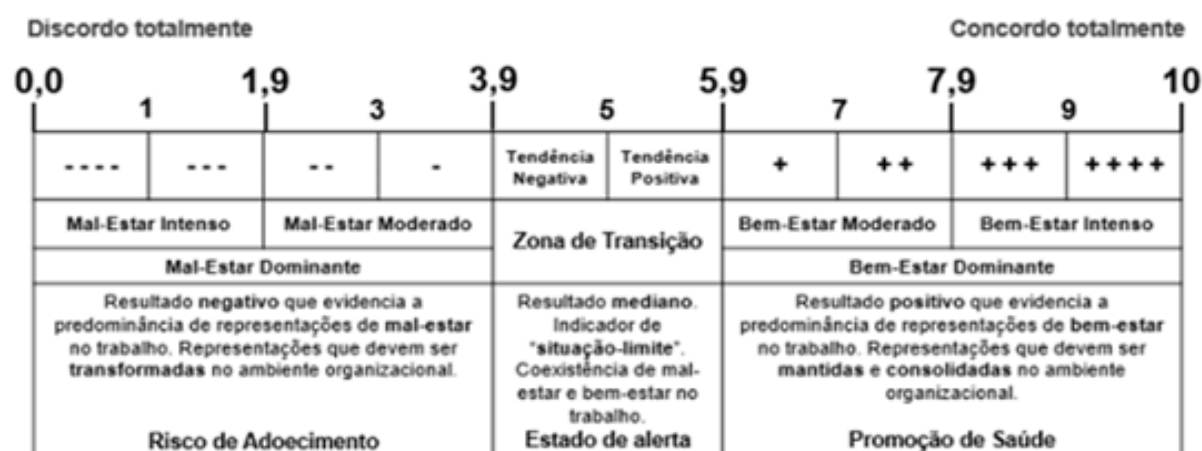 Discordo totalmente Concordo totalmente
0,0 1,9 3,9 5,9 7,9 10
1 3 5 7 9
- - - - - - - - - - Tendência Negativa Tendência Positiva + ++ +++ ++++
Mal-Estar Intenso Mal-Estar Moderado Zona de Transição Bem-Estar Moderado Bem-Estar Intenso
Mal-Estar Dominante Bem-Estar Dominante
Resultado negativo que evidencia a
predominância de representações de mal-estar
no trabalho. Representações que devem ser
transformadas no ambiente organizacional.
Risco de Adoecimento
Resultado mediano.
Indicador de
"situação-limite".
Coexistência de mal-
estar e bem-estar no
trabalho.
Estado de alerta
Resultado positivo que evidencia a
predominância de representações de bem-estar
no trabalho. Representações que devem ser
mantidas e consolidadas no ambiente
organizacional.
Promoção de Saúde